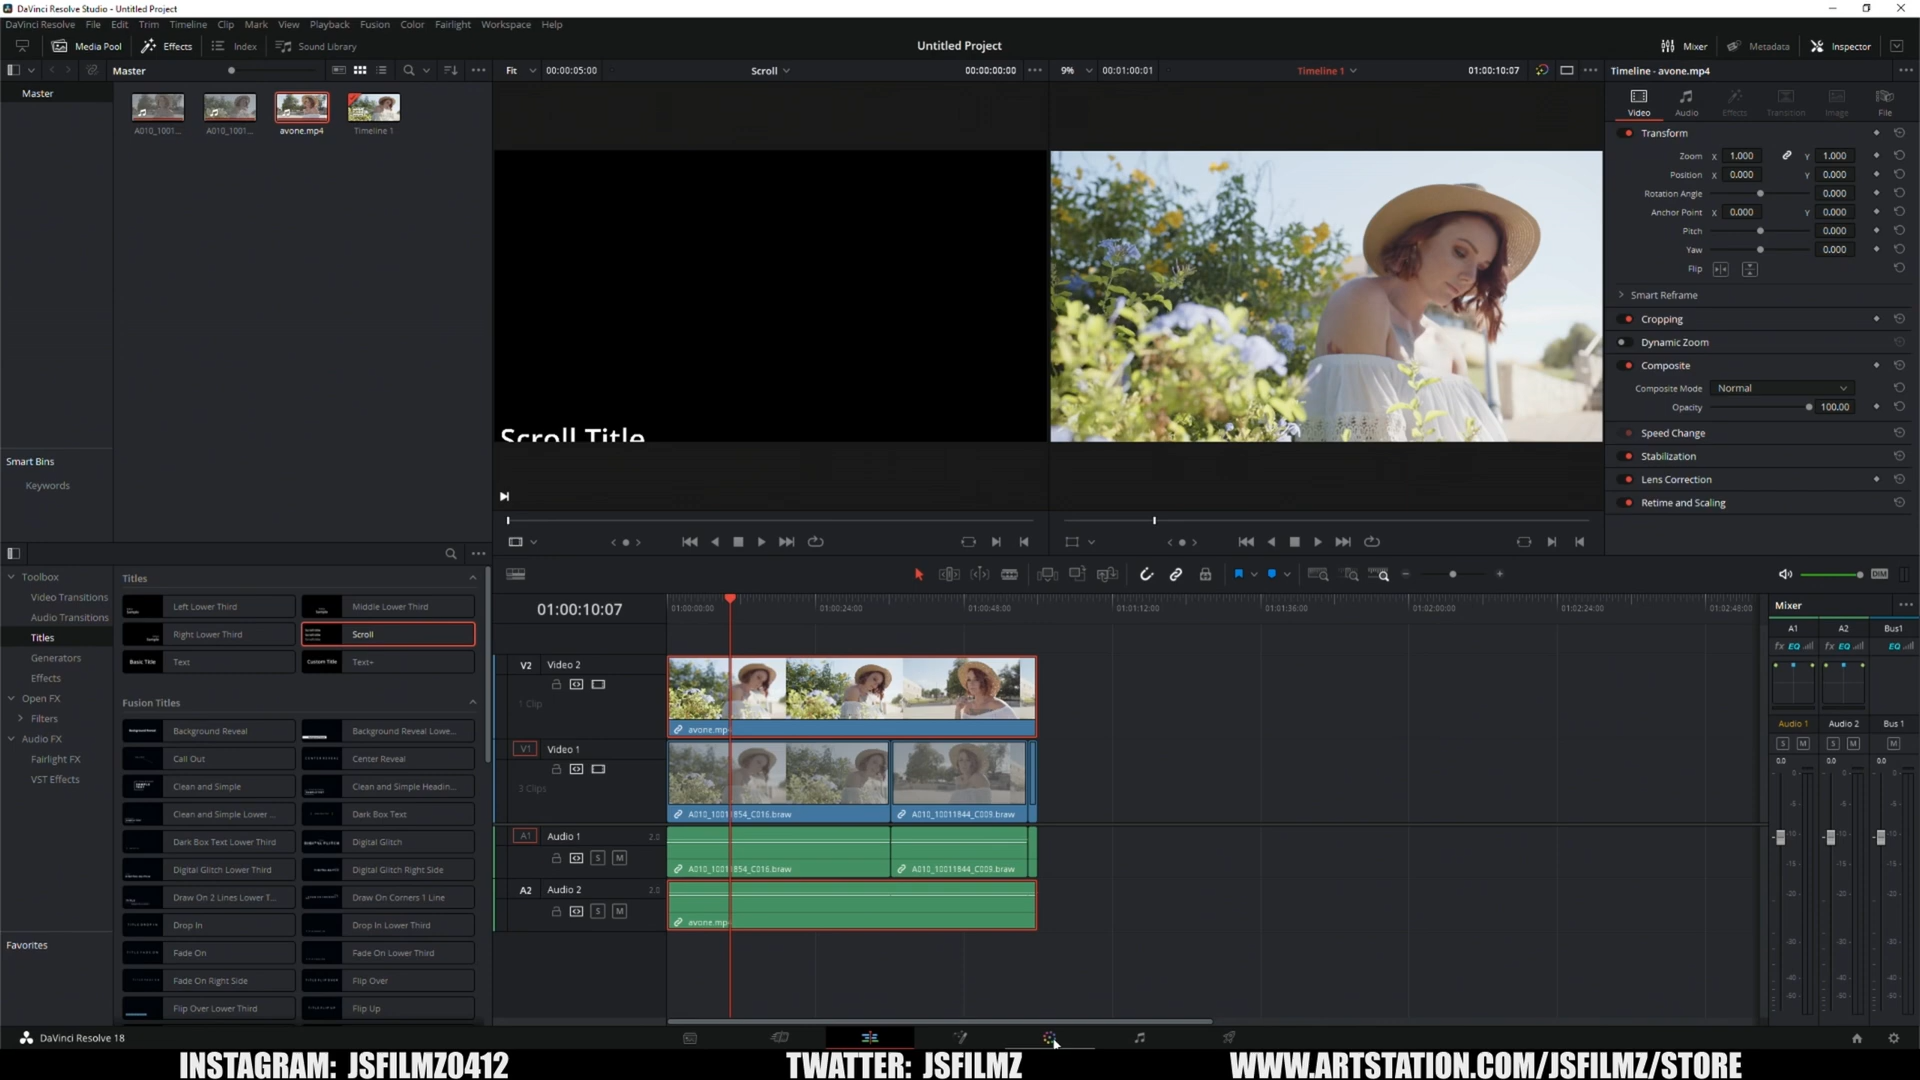 DaVinci Resolve Studio - Untitled Project
DaVinci Resolve File Edit Trim Timeline Clip Mark View Playback Fusion Color Fairlight Workspace Help
Media Pool Effects Index Sound Library
Untitled Project
Mixer Metadata Inspector
Master
Fit 00:00:05:00 Scroll 00:00:00:00
9% 00:01:00:01 Timeline 1 01:00:10:07
Timeline - avone.mp4
Master
A010_1001... A010_1001... avone.mp4 Timeline 1
Video Audio Effects Transition Image File
Transform
Zoom X 1.000 Y 1.000
Position X 0.000 Y 0.000
Rotation Angle 0.000
Anchor Point X 0.000 Y 0.000
Pitch 0.000
Yaw 0.000
Flip
Smart Reframe
Cropping
Dynamic Zoom
Composite
Composite Mode Normal
Opacity 100.00
Speed Change
Stabilization
Lens Correction
Retime and Scaling
Scroll Title
Smart Bins
Keywords
Toolbox
Video Transitions
Audio Transitions
Titles
Generators
Effects
Open FX
Filters
Audio FX
Fairlight FX
VST Effects
Favorites
Titles
Left Lower Third Middle Lower Third
Right Lower Third Scroll
Basic Title Text Custom Title Text+
Fusion Titles
Background Reveal Background Reveal Lowe...
Call Out Center Reveal
Clean and Simple Clean and Simple Headin...
Clean and Simple Lower ... Dark Box Text
Dark Box Text Lower Third Digital Glitch
Digital Glitch Lower Third Digital Glitch Right Side
Draw On 2 Lines Lower T... Draw On Corners 1 Line
Drop In Drop In Lower Third
Fade On Fade On Lower Third
Fade On Right Side Flip Over
Flip Over Lower Third Flip Up
DIM
01:00:10:07
01:00:00:00 01:00:24:00 01:00:48:00 01:01:12:00 01:01:36:00 01:02:00:00 01:02:24:00 01:02:48:00
V2 Video 2
1 Clip
avone.mp
V1 Video 1
3 Clips
A010_10011854_C016.braw A010_10011844_C009.braw
A1 Audio 1 2.0
S M
A010_10011854_C016.braw A010_10011844_C009.braw
A2 Audio 2 2.0
S M
avone.mp
Mixer
A1 A2 Bus1
fx EQ fx EQ EQ
Audio 1 Audio 2 Bus 1
S M S M M
0.0 0.0 0.0
DaVinci Resolve 18
INSTAGRAM: JSFILMZ0412 TWATTER: JSFILMZ WWW.ARTSTATION.COM/JSFILMZ/STORE